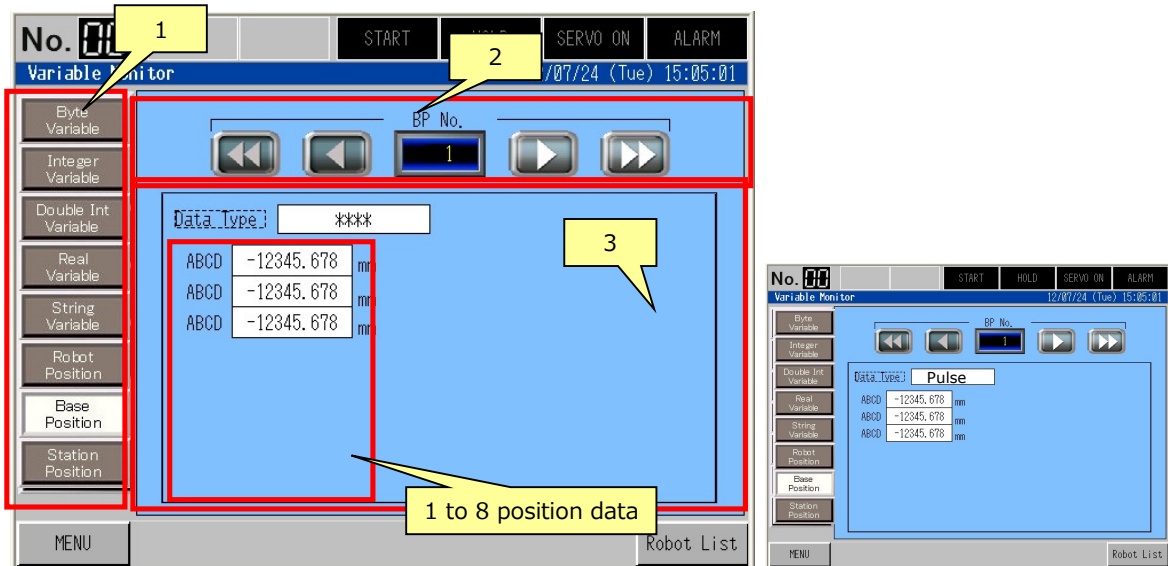 No. 00
1
START
SERVO ON
ALARM
Variable Monitor
2
/07/24 (Tue) 15:05:01
Byte
Variable
Integer
Variable
Double Int
Variable
Real
Variable
String
Variable
Robot
Position
Base
Position
Station
Position
BP No.
1
Data Type
****
3
ABCD -12345.678 mm
ABCD -12345.678 mm
ABCD -12345.678 mm
1 to 8 position data
MENU
Robot List
No. 00
START
HOLD
SERVO ON
ALARM
Variable Monitor
12/07/24 (Tue) 15:05:01
Byte
Variable
Integer
Variable
Double Int
Variable
Real
Variable
String
Variable
Robot
Position
Base
Position
Station
Position
BP No.
1
Data Type
Pulse
ABCD -12345.678 mm
ABCD -12345.678 mm
ABCD -12345.678 mm
MENU
Robot List